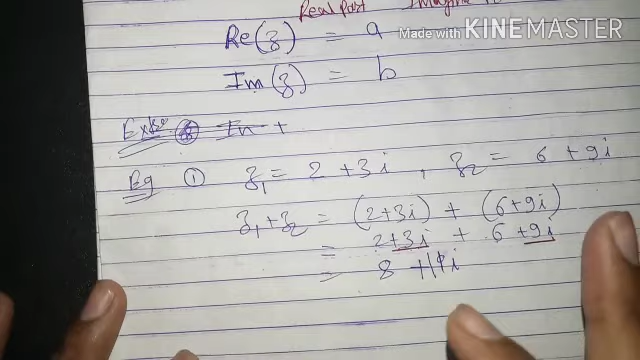 Real Part
Made with KINEMASTER
Re(z) = a
Im(z) = b
Eg ① z₁ = 2 + 3i , z₂ = 6 + 9i
z₁+z₂ = (2+3i) + (6+9i)
= 2+3i + 6 +9i
= 8